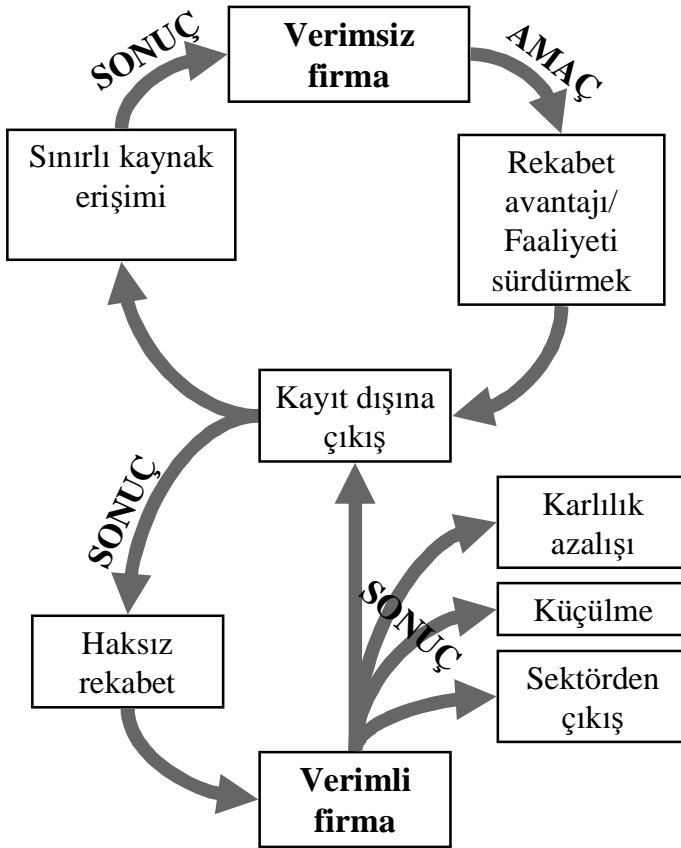 SONUÇ
Verimsiz
firma
AMAÇ
Sınırlı kaynak
erişimi
Rekabet
avantajı/
Faaliyeti
sürdürmek
Kayıt dışına
çıkış
SONUÇ
Karlılık
azalışı
SONUÇ
Küçülme
Haksız
rekabet
Sektörden
çıkış
Verimli
firma